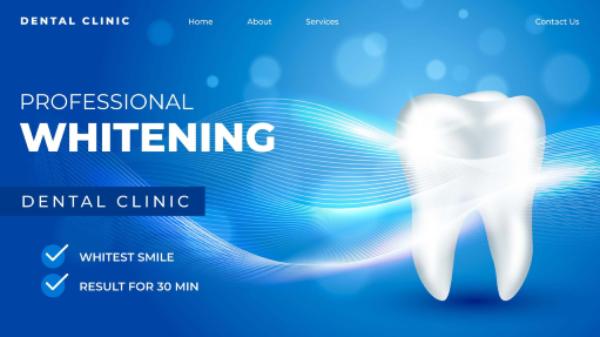 DENTAL CLINIC
Home About Services Contact Us
PROFESSIONAL
WHITENING
DENTAL CLINIC
WHITEST SMILE
RESULT FOR 30 MIN